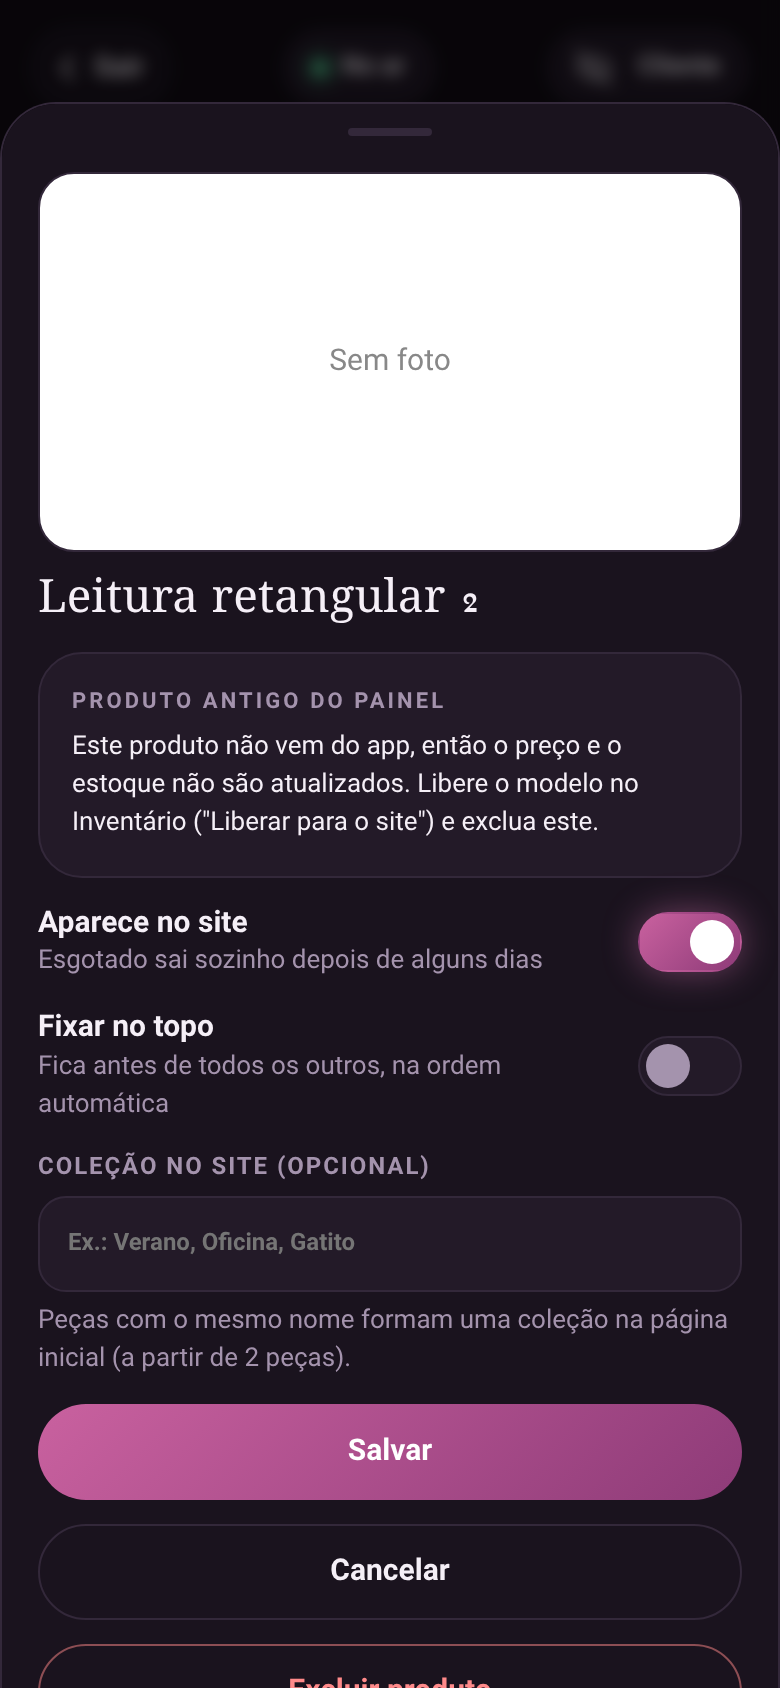 Sem foto
Leitura retangular 2
PRODUTO ANTIGO DO PAINEL
Este produto não vem do app, então o preço e o
estoque não são atualizados. Libere o modelo no
Inventário ("Liberar para o site") e exclua este.
Aparece no site
Esgotado sai sozinho depois de alguns dias
Fixar no topo
Fica antes de todos os outros, na ordem
automática
COLEÇÃO NO SITE (OPCIONAL)
Ex.: Verano, Oficina, Gatito
Peças com o mesmo nome formam uma coleção na página
inicial (a partir de 2 peças).
Salvar
Cancelar
Excluir produto